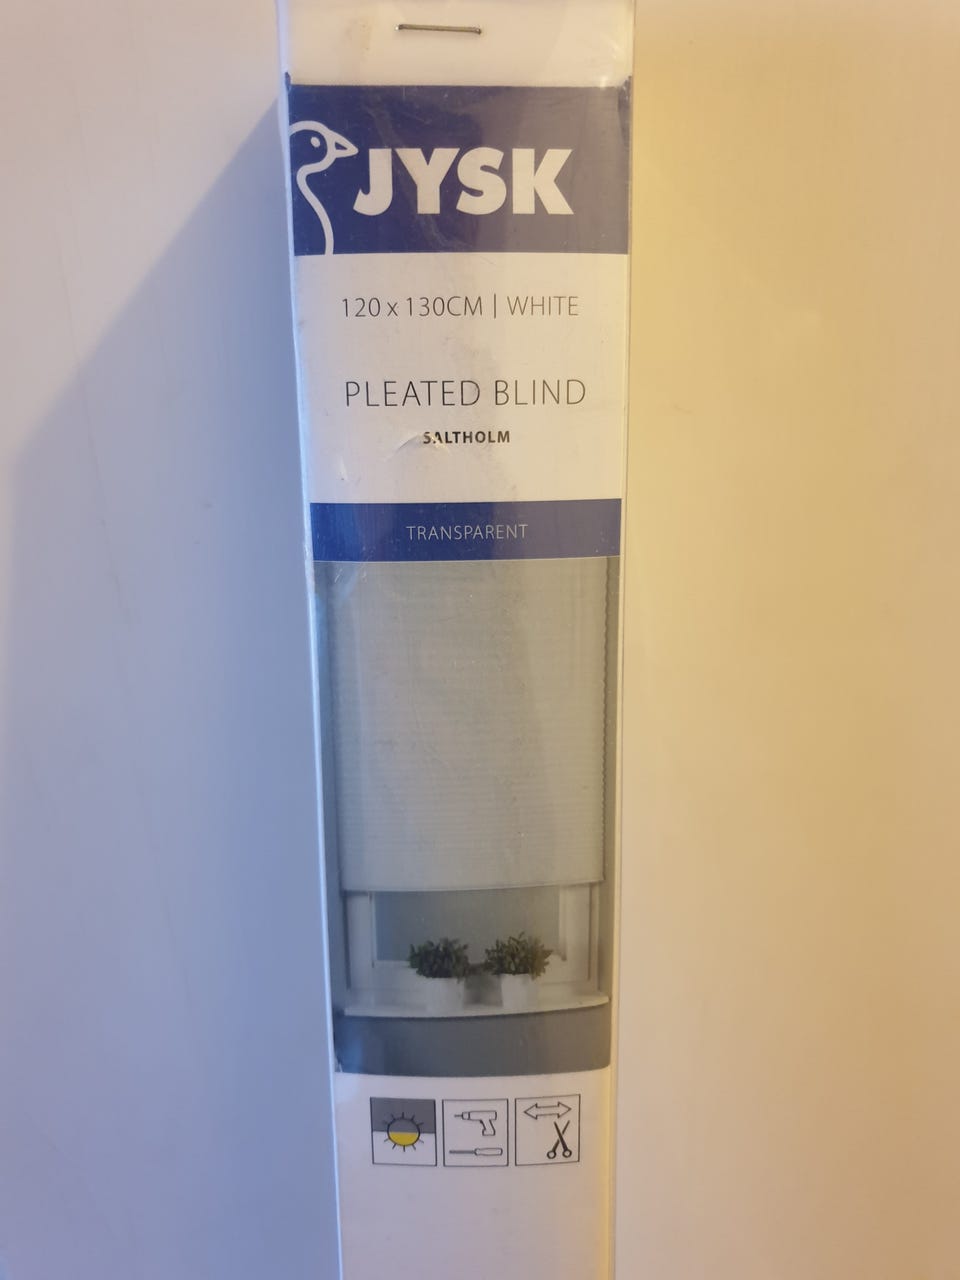 JYSK
120 x 130CM | WHITE
PLEATED BLIND
SALTHOLM
TRANSPARENT